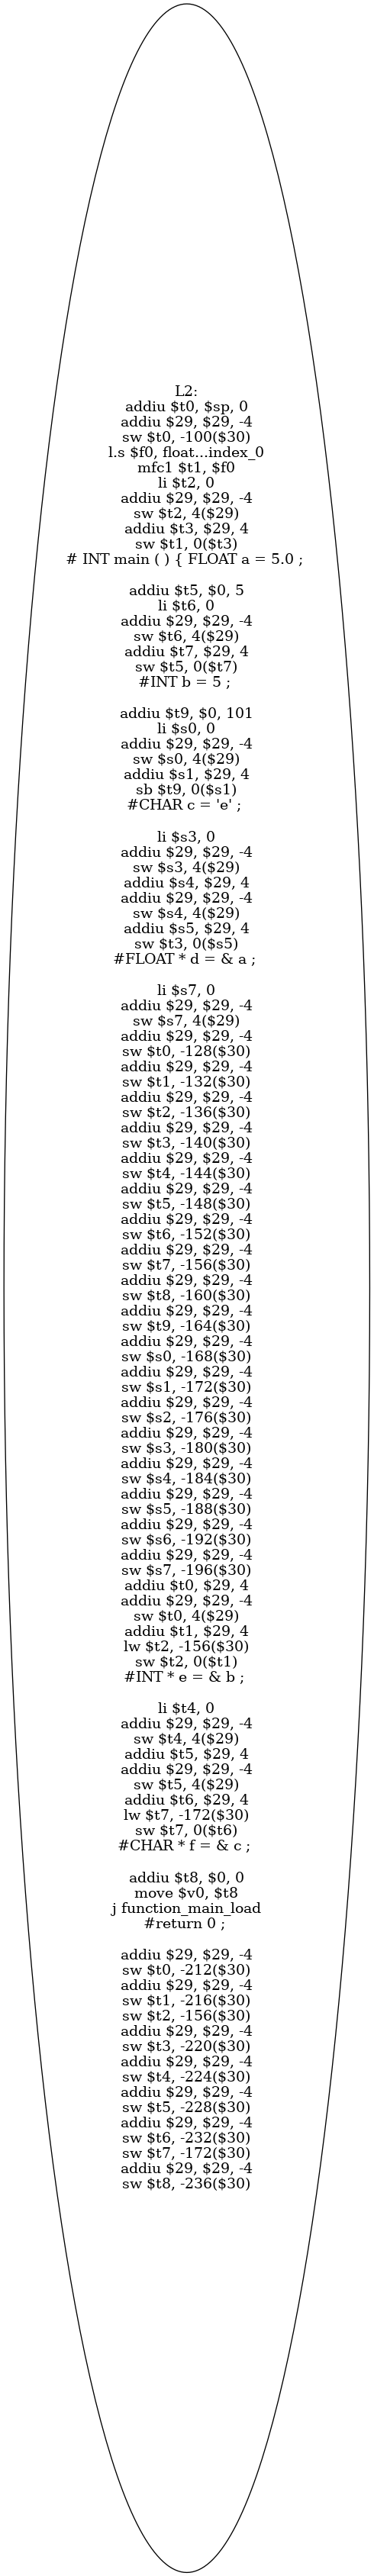 L2:
addiu $t0, $sp, 0
addiu $29, $29, -4
sw $t0, -100($30)
l.s $f0, float...index_0
mfc1 $t1, $f0
li $t2, 0
addiu $29, $29, -4
sw $t2, 4($29)
addiu $t3, $29, 4
sw $t1, 0($t3)
# INT main ( ) { FLOAT a = 5.0 ;

addiu $t5, $0, 5
li $t6, 0
addiu $29, $29, -4
sw $t6, 4($29)
addiu $t7, $29, 4
sw $t5, 0($t7)
#INT b = 5 ;

addiu $t9, $0, 101
li $s0, 0
addiu $29, $29, -4
sw $s0, 4($29)
addiu $s1, $29, 4
sb $t9, 0($s1)
#CHAR c = 'e' ;

li $s3, 0
addiu $29, $29, -4
sw $s3, 4($29)
addiu $s4, $29, 4
addiu $29, $29, -4
sw $s4, 4($29)
addiu $s5, $29, 4
sw $t3, 0($s5)
#FLOAT * d = & a ;

li $s7, 0
addiu $29, $29, -4
sw $s7, 4($29)
addiu $29, $29, -4
sw $t0, -128($30)
addiu $29, $29, -4
sw $t1, -132($30)
addiu $29, $29, -4
sw $t2, -136($30)
addiu $29, $29, -4
sw $t3, -140($30)
addiu $29, $29, -4
sw $t4, -144($30)
addiu $29, $29, -4
sw $t5, -148($30)
addiu $29, $29, -4
sw $t6, -152($30)
addiu $29, $29, -4
sw $t7, -156($30)
addiu $29, $29, -4
sw $t8, -160($30)
addiu $29, $29, -4
sw $t9, -164($30)
addiu $29, $29, -4
sw $s0, -168($30)
addiu $29, $29, -4
sw $s1, -172($30)
addiu $29, $29, -4
sw $s2, -176($30)
addiu $29, $29, -4
sw $s3, -180($30)
addiu $29, $29, -4
sw $s4, -184($30)
addiu $29, $29, -4
sw $s5, -188($30)
addiu $29, $29, -4
sw $s6, -192($30)
addiu $29, $29, -4
sw $s7, -196($30)
addiu $t0, $29, 4
addiu $29, $29, -4
sw $t0, 4($29)
addiu $t1, $29, 4
lw $t2, -156($30)
sw $t2, 0($t1)
#INT * e = & b ;

li $t4, 0
addiu $29, $29, -4
sw $t4, 4($29)
addiu $t5, $29, 4
addiu $29, $29, -4
sw $t5, 4($29)
addiu $t6, $29, 4
lw $t7, -172($30)
sw $t7, 0($t6)
#CHAR * f = & c ;

addiu $t8, $0, 0
move $v0, $t8
j function_main_load
#return 0 ;

addiu $29, $29, -4
sw $t0, -212($30)
addiu $29, $29, -4
sw $t1, -216($30)
sw $t2, -156($30)
addiu $29, $29, -4
sw $t3, -220($30)
addiu $29, $29, -4
sw $t4, -224($30)
addiu $29, $29, -4
sw $t5, -228($30)
addiu $29, $29, -4
sw $t6, -232($30)
sw $t7, -172($30)
addiu $29, $29, -4
sw $t8, -236($30)